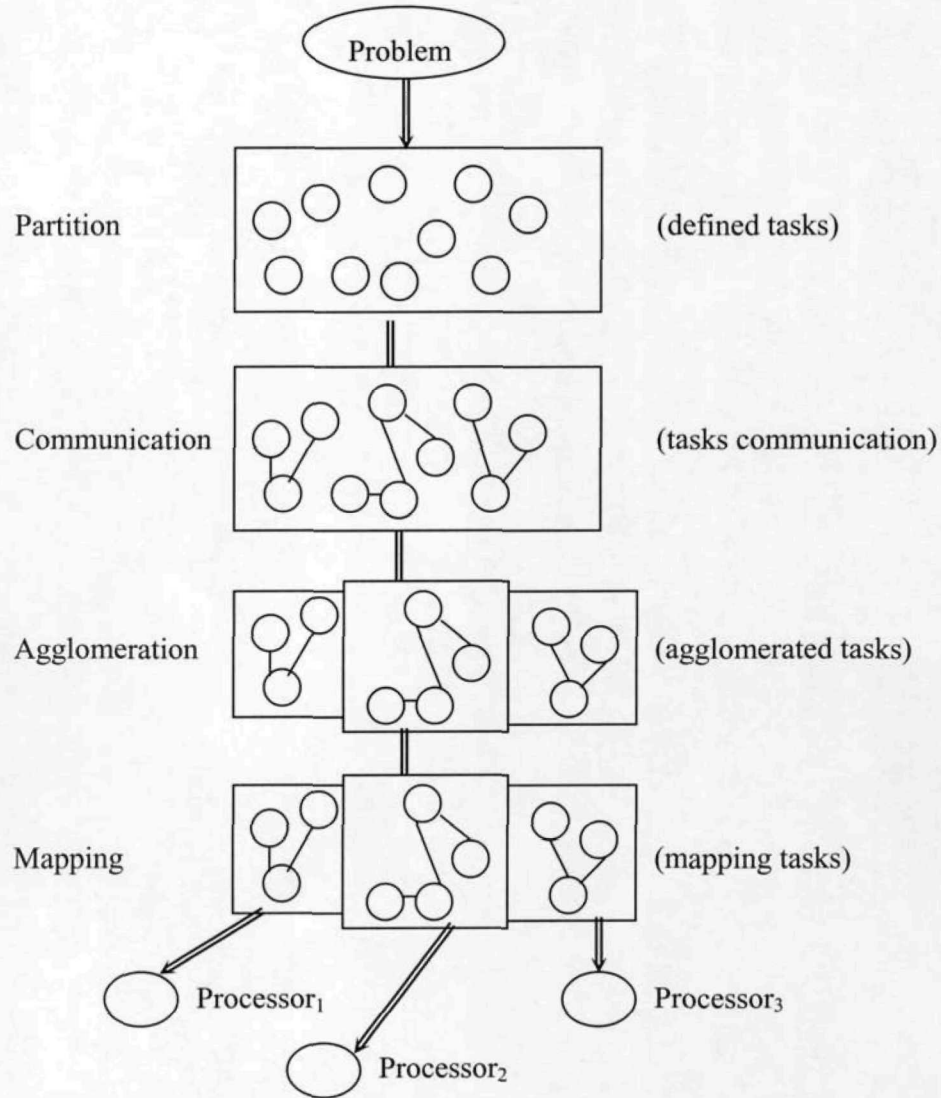 Problem
Partition (defined tasks)
Communication (tasks communication)
Agglomeration (agglomerated tasks)
Mapping (mapping tasks)
Processor₁ Processor₃
Processor₂